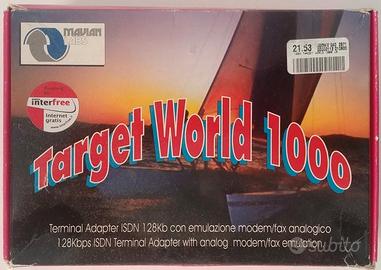 MAVIAN
LABS
interfree
Internet
gratis
21.53
Target World 1000
Terminal Adapter ISDN 128Kb con emulazione modem/fax analogico
128Kbps ISDN Terminal Adapter with analog modem/fax emulation
subito